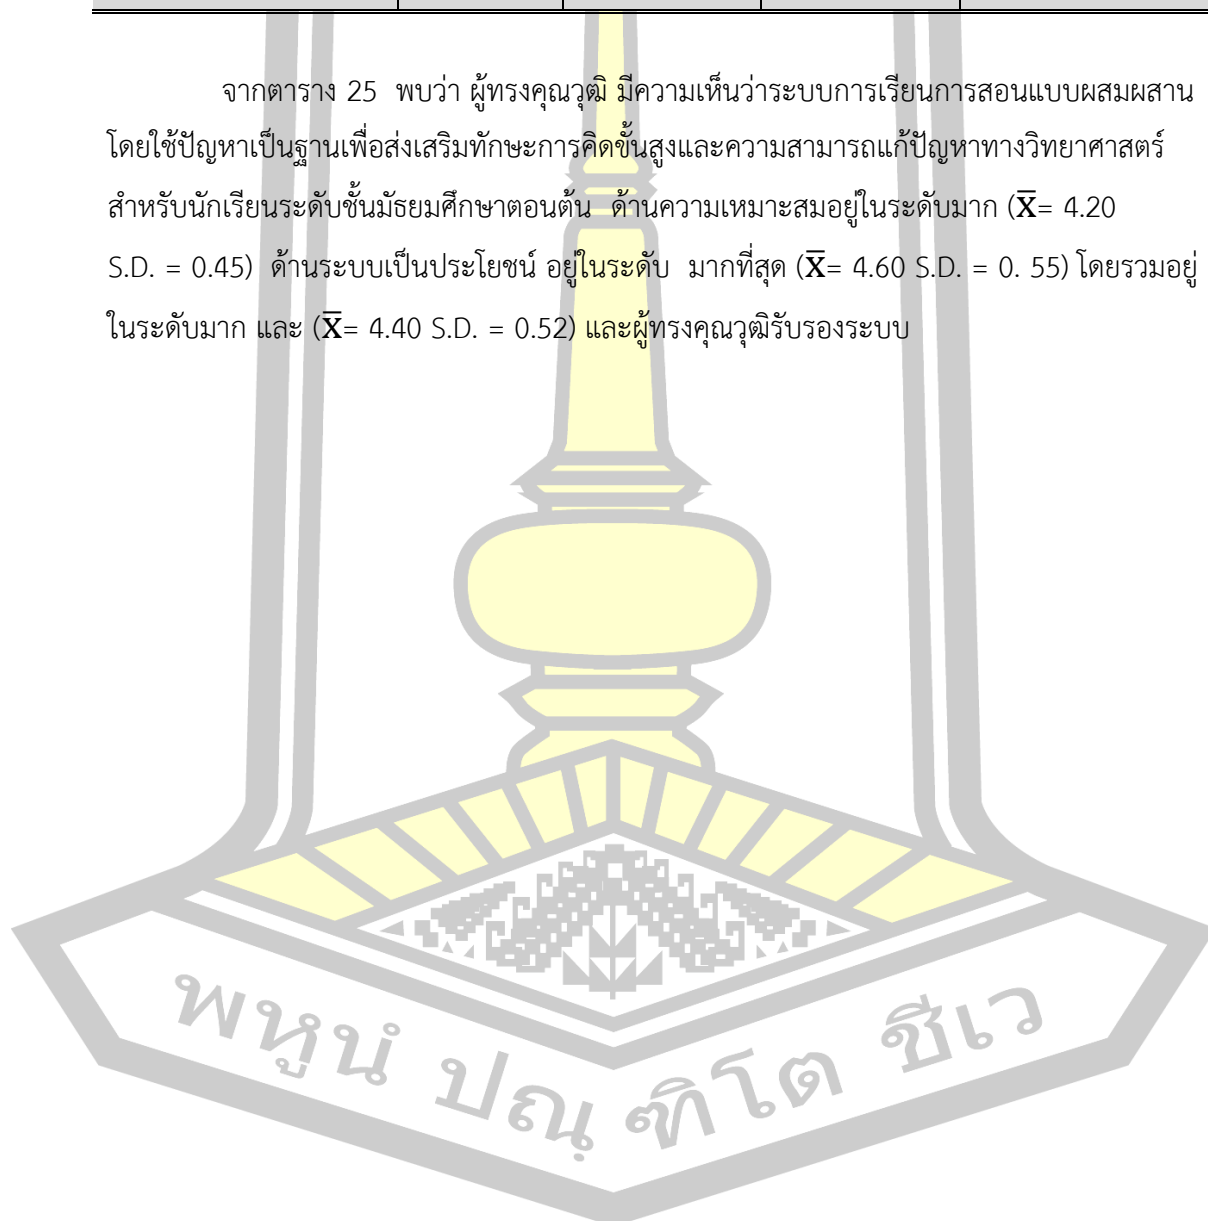 จากตาราง 25 พบว่า ผู้ทรงคุณวุฒิ มีความเห็นว่าระบบการเรียนการสอนแบบผสมผสาน
โดยใช้ปัญหาเป็นฐานเพื่อส่งเสริมทักษะการคิดขั้นสูงและความสามารถแก้ปัญหาทางวิทยาศาสตร์
สำหรับนักเรียนระดับชั้นมัธยมศึกษาตอนต้น ด้านความเหมาะสมอยู่ในระดับมาก (X̅= 4.20
S.D. = 0.45) ด้านระบบเป็นประโยชน์ อยู่ในระดับ มากที่สุด (X̅= 4.60 S.D. = 0. 55) โดยรวมอยู่
ในระดับมาก และ (X̅= 4.40 S.D. = 0.52) และผู้ทรงคุณวุฒิรับรองระบบ
พหูนํ ปณฺฑิโต ชีเว